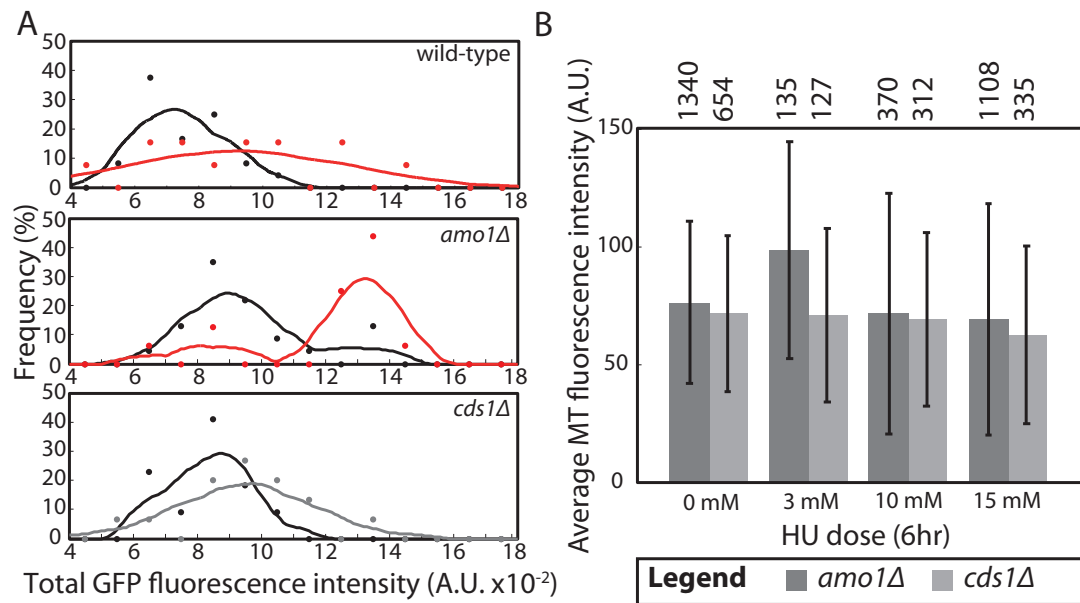 A
wild-type
Frequency (%)
50
40
30
20
10
0
4 6 8 10 12 14 16 18
amo1Δ
50
40
30
20
10
0
4 6 8 10 12 14 16 18
cds1Δ
50
40
30
20
10
0
4 6 8 10 12 14 16 18
Total GFP fluorescence intensity (A.U. x10-2)
B
1340 654 135 127 370 312 1108 335
Average MT fluorescence intensity (A.U.)
150
100
50
0
0 mM 3 mM 10 mM 15 mM
HU dose (6hr)
Legend amo1Δ cds1Δ